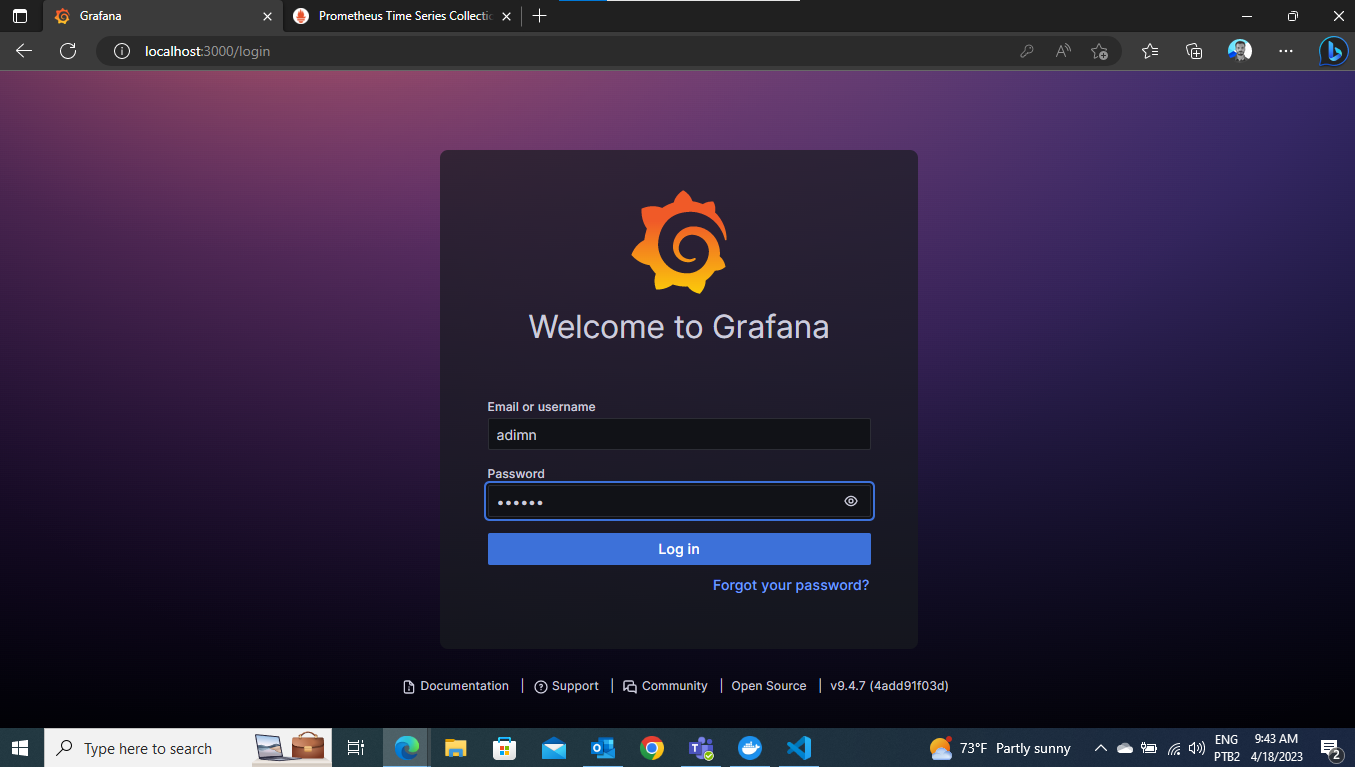 Grafana
Prometheus Time Series Collectio
localhost:3000/login
Welcome to Grafana
Email or username
adimn
Password
••••••
Log in
Forgot your password?
Documentation | Support | Community | Open Source | v9.4.7 (4add91f03d)
Type here to search
73°F Partly sunny
ENG
PTB2
9:43 AM
4/18/2023
2